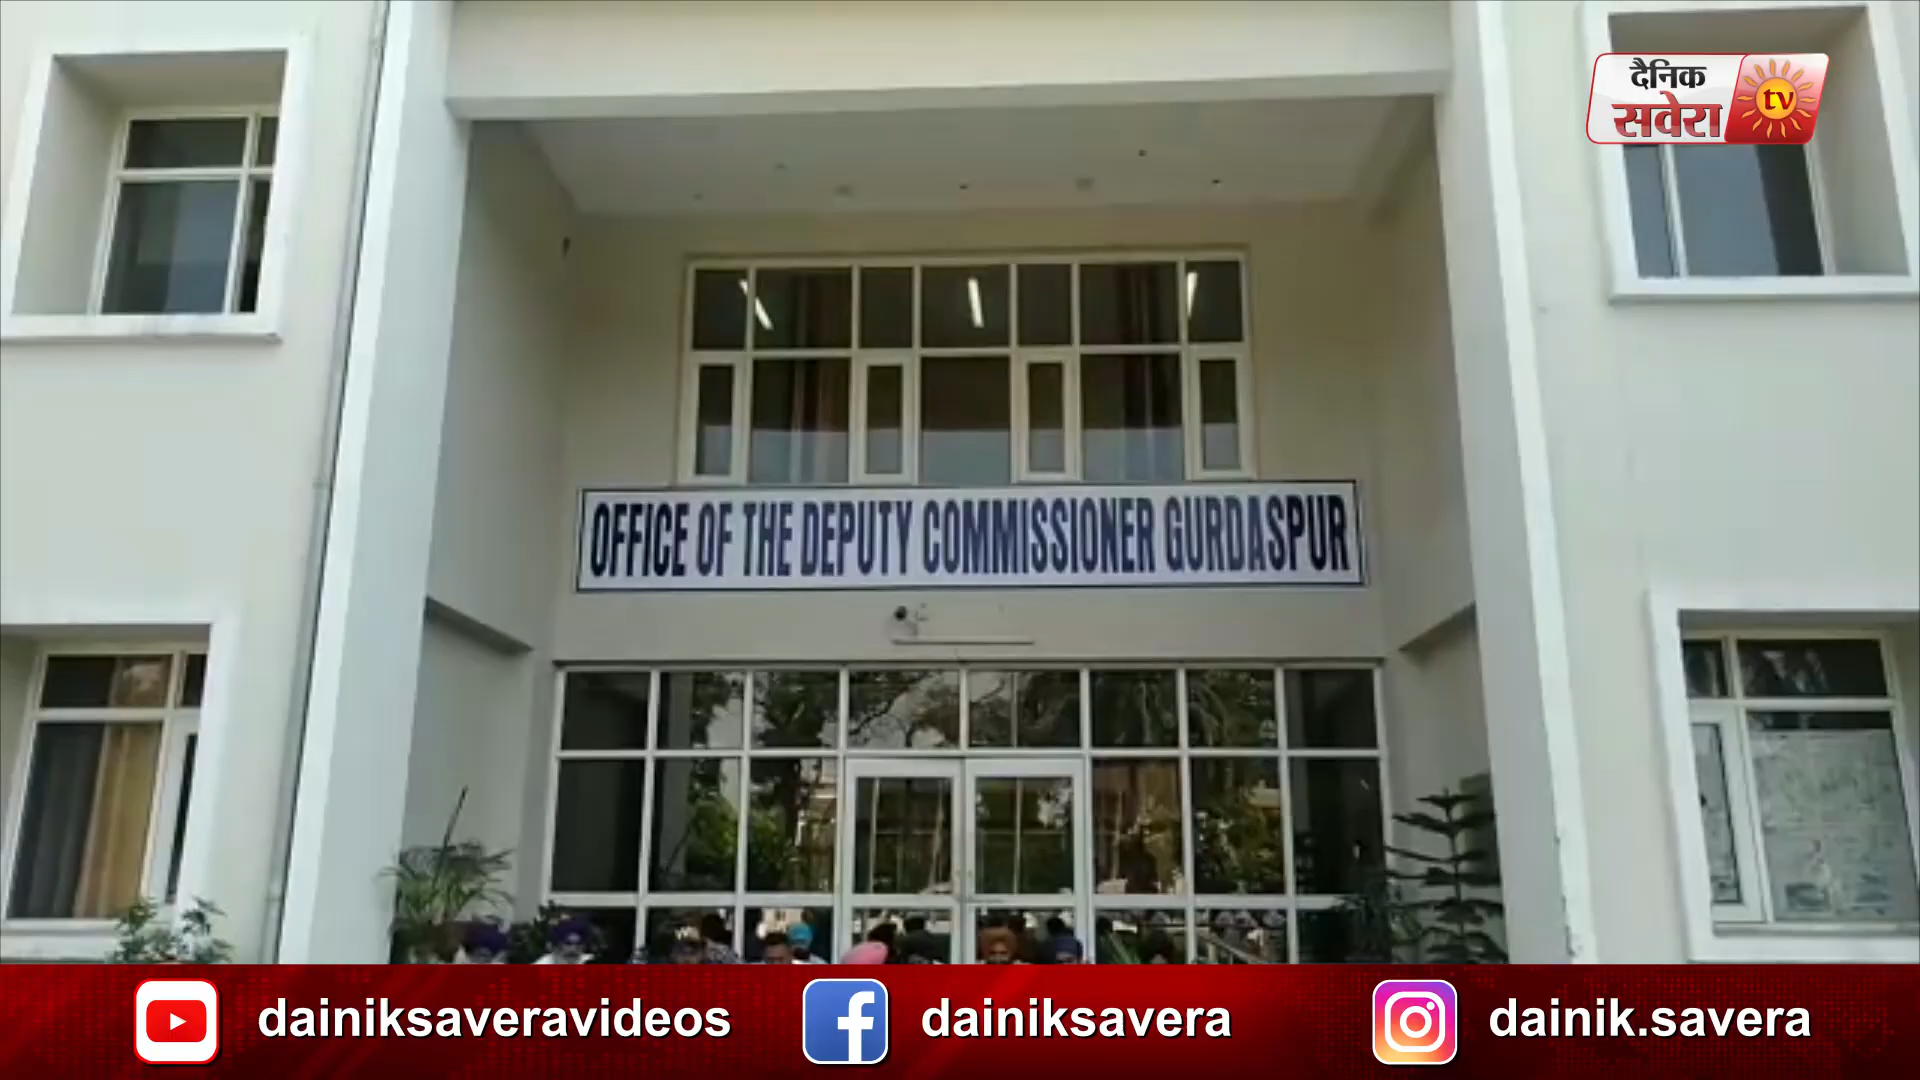 दैनिक
सवेरा
tv
OFFICE OF THE DEPUTY COMMISSIONER GURDASPUR
dainiksaveravideos
dainiksavera
dainik.savera